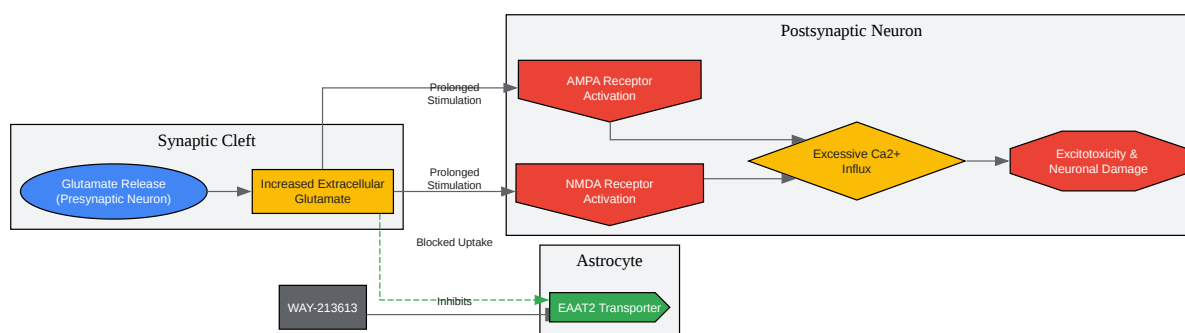 Postsynaptic Neuron
AMPA Receptor
Activation
Prolonged
Stimulation
Synaptic Cleft
Excessive Ca2+
Influx
Excitotoxicity &
Neuronal Damage
Glutamate Release
(Presynaptic Neuron)
Increased Extracellular
Glutamate
Prolonged
Stimulation
NMDA Receptor
Activation
Blocked Uptake
Astrocyte
WAY-213613
Inhibits
EAAT2 Transporter